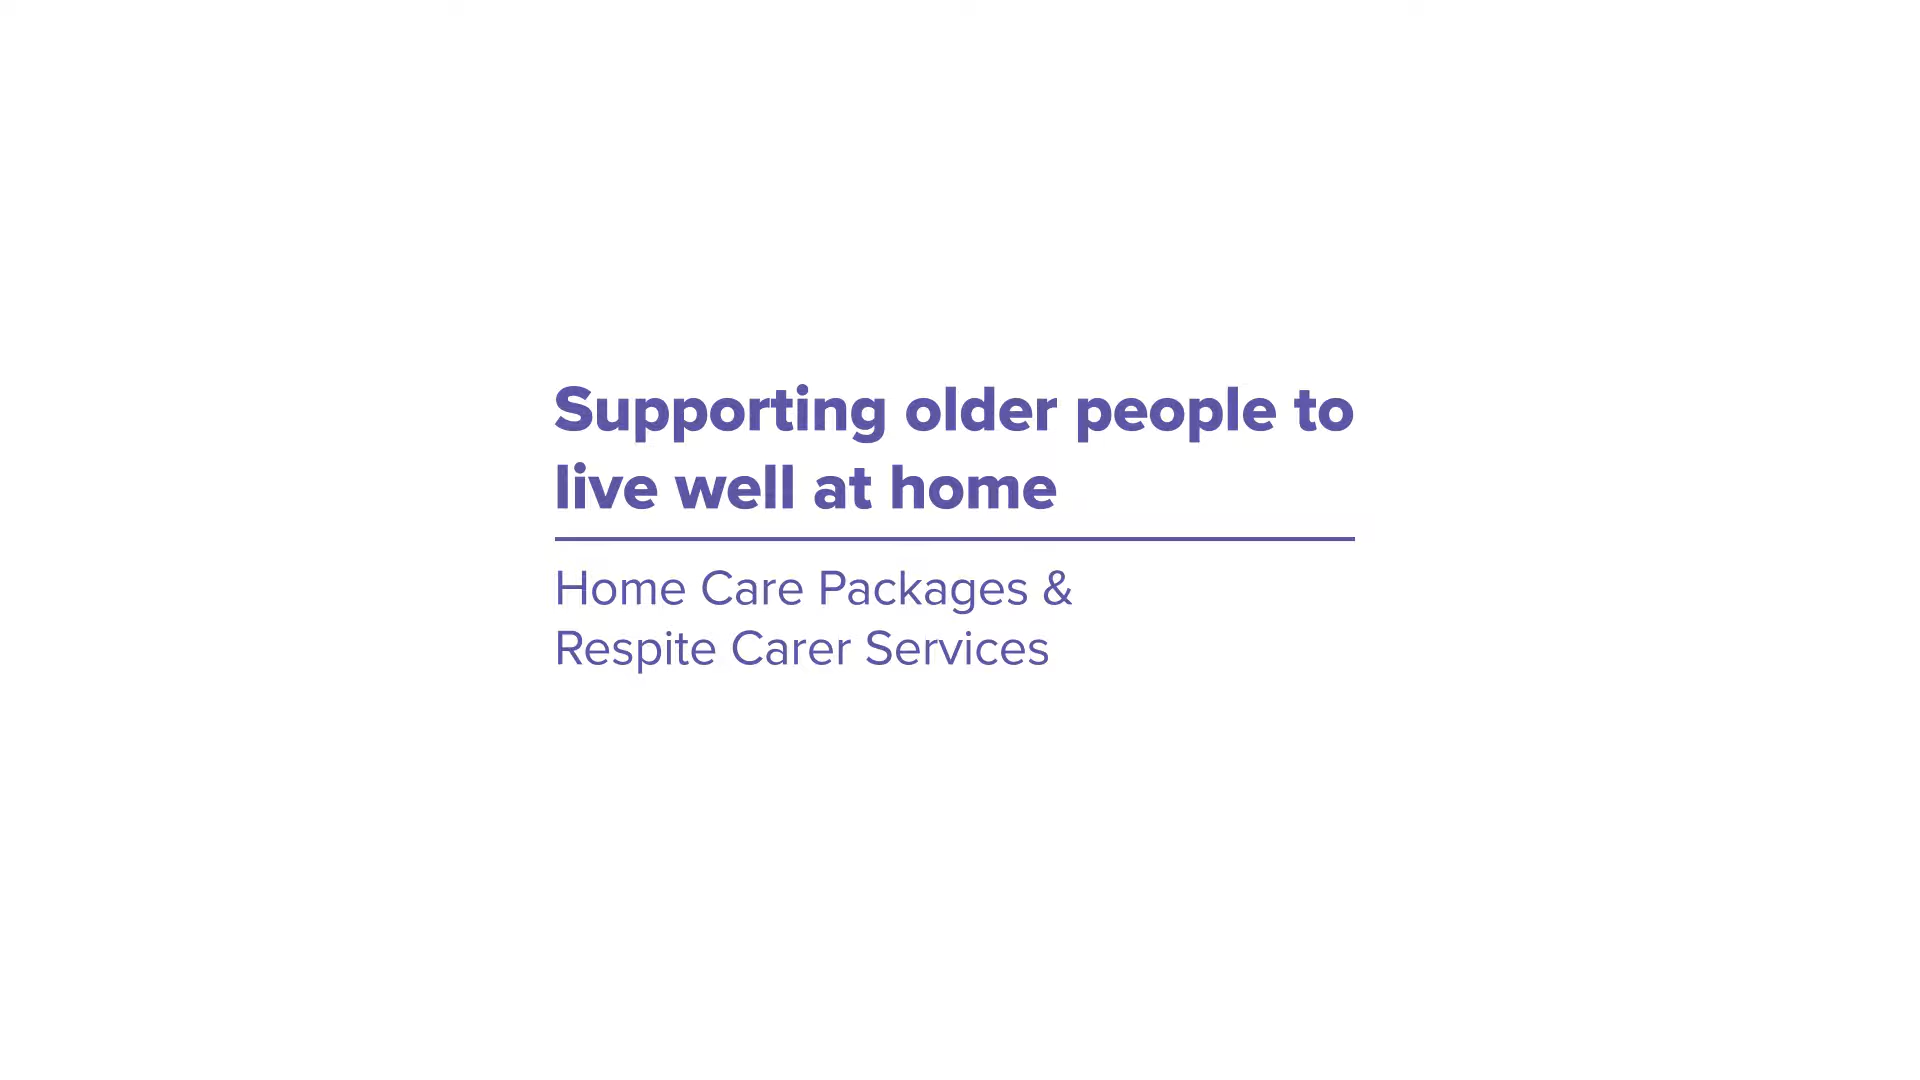 Supporting older people to
live well at home
Home Care Packages &
Respite Carer Services